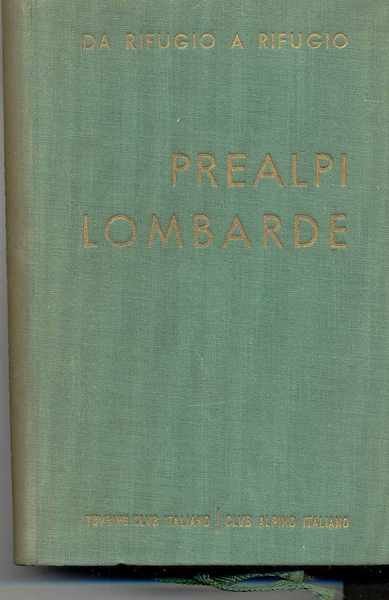 DA RIFUGIO A RIFUGIO
PREALPI
LOMBARDE
TOURING CLUB ITALIANO / CLUB ALPINO ITALIANO